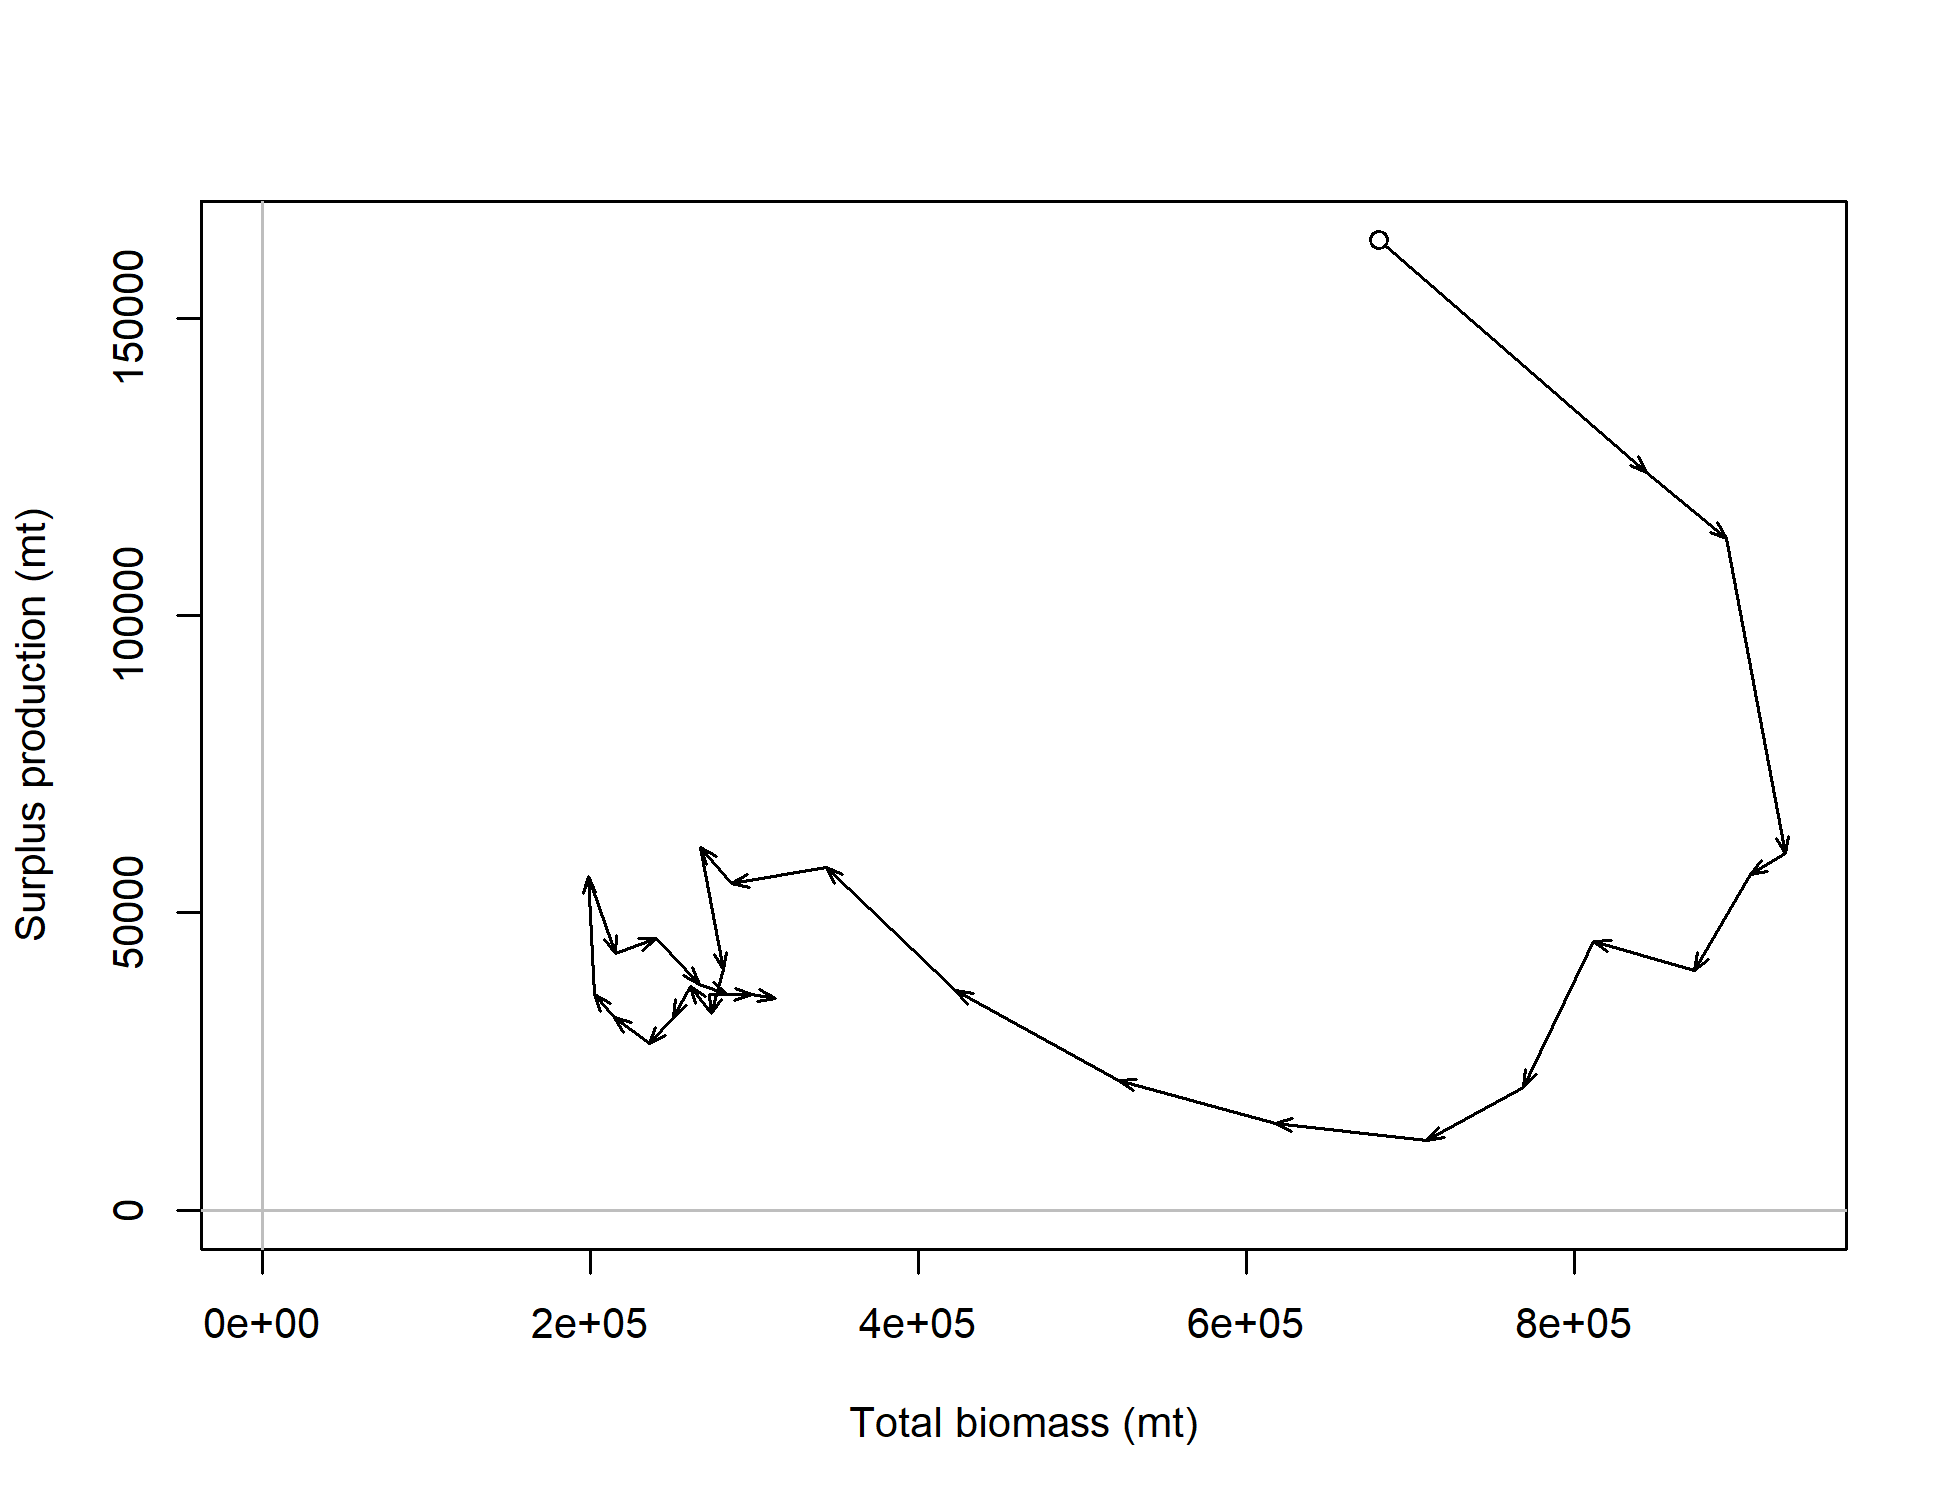 Surplus production (mt)
150000
100000
50000
0
0e+00 2e+05 4e+05 6e+05 8e+05
Total biomass (mt)